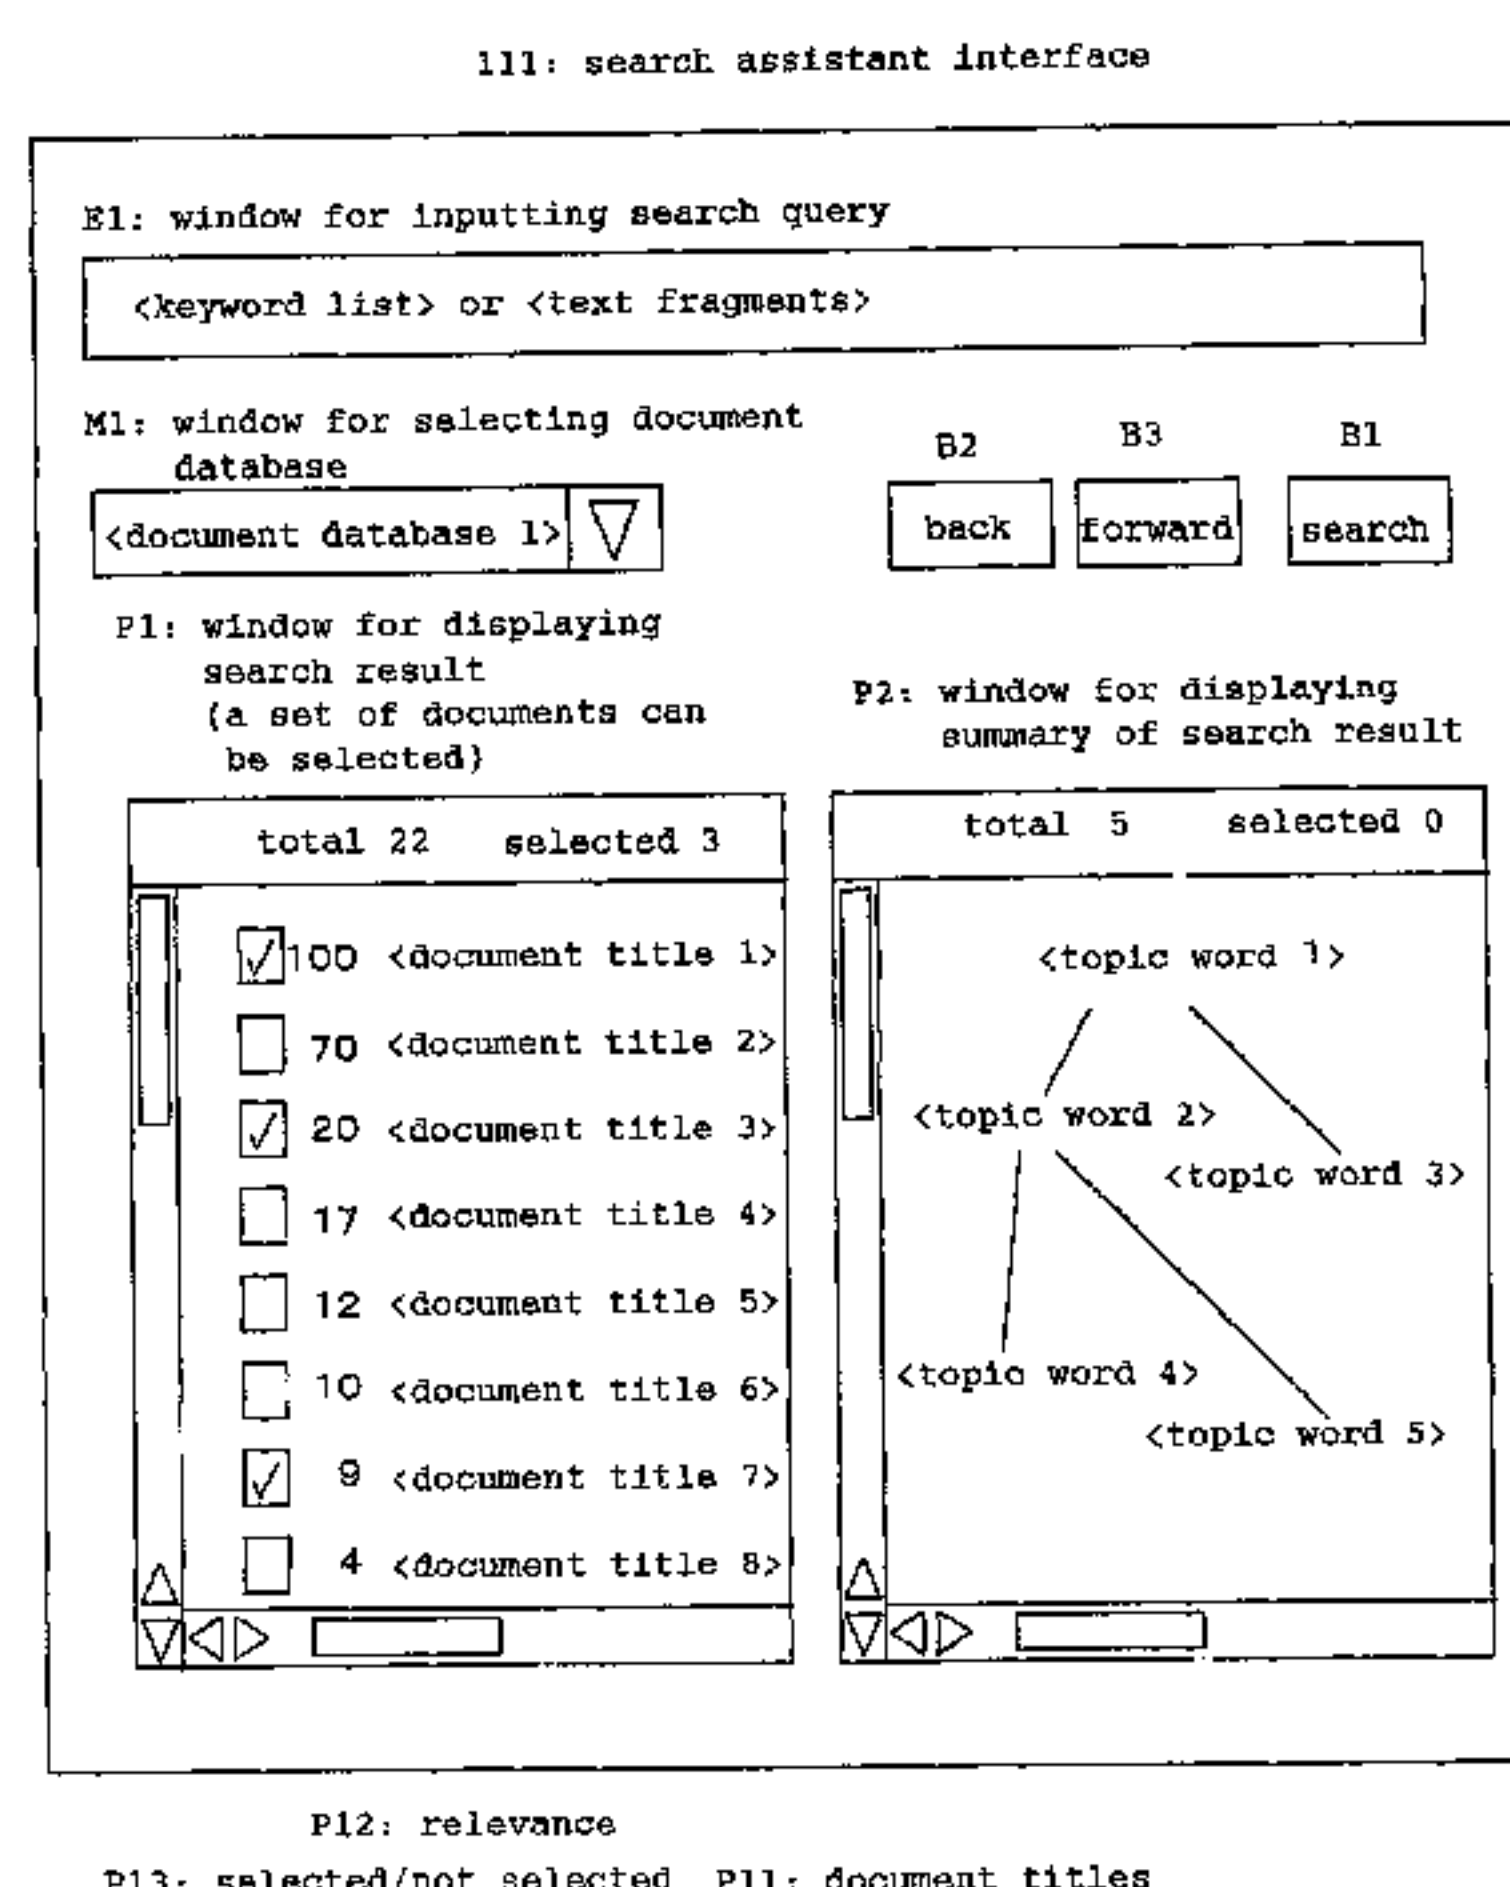 111: search assistant interface
E1: window for inputting search query
<keyword list> or <text fragments>
M1: window for selecting document
database
<document database 1>
B2
B3
B1
back
forward
search
P1: window for displaying
search result
(a set of documents can
be selected)
P2: window for displaying
summary of search result
total 22 selected 3
100 <document title 1>
70 <document title 2>
20 <document title 3>
17 <document title 4>
12 <document title 5>
10 <document title 6>
9 <document title 7>
4 <document title 8>
total 5 selected 0
<topic word 1>
<topic word 2>
<topic word 3>
<topic word 4>
<topic word 5>
P12: relevance
P13: selected/not selected P11: document titles